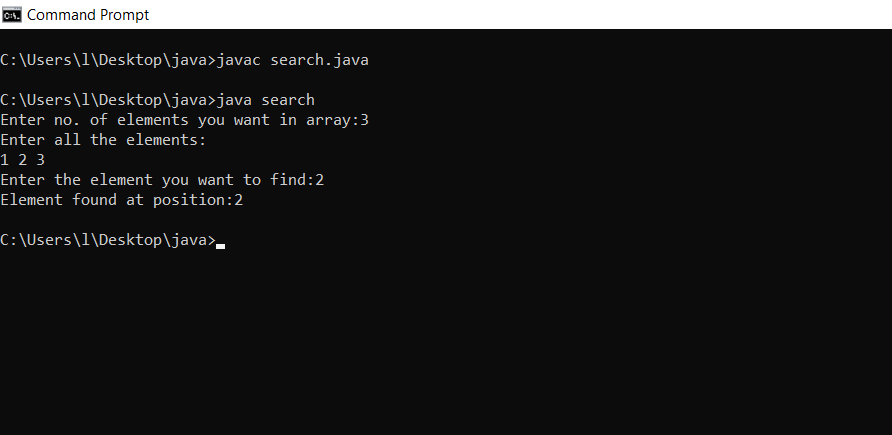 Command Prompt
C:\Users\l\Desktop\java>javac search.java
C:\Users\l\Desktop\java>java search
Enter no. of elements you want in array:3
Enter all the elements:
1 2 3
Enter the element you want to find:2
Element found at position:2
C:\Users\l\Desktop\java>